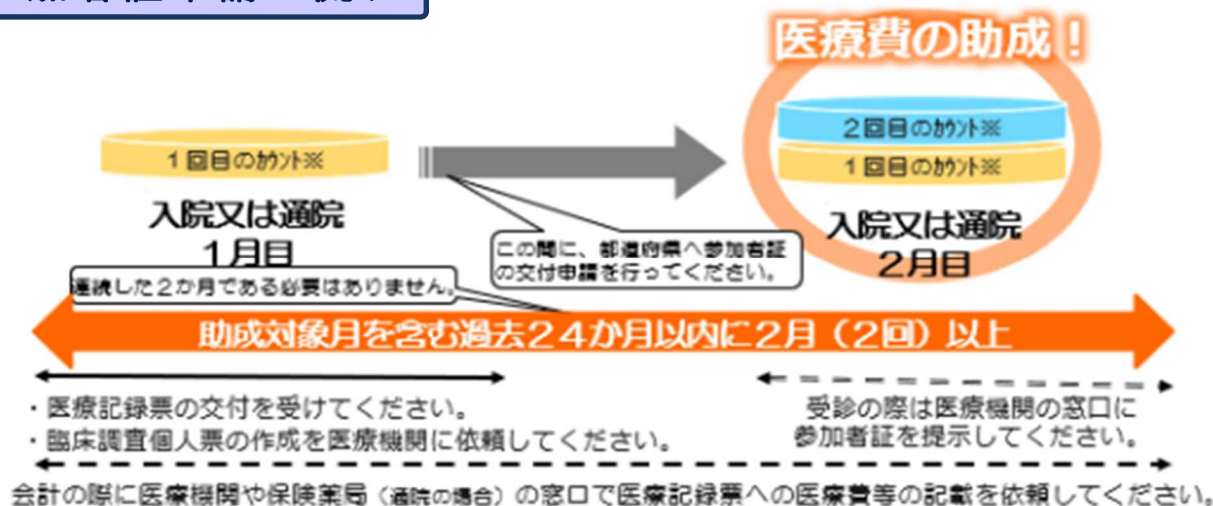 医療費の助成！
1回目のｶｳﾝﾄ※
2回目のｶｳﾝﾄ※
1回目のｶｳﾝﾄ※
入院又は通院
1月目
この間に、都道府県へ参加者証
の交付申請を行ってください。
入院又は通院
2月目
連続した2か月である必要はありません。
助成対象月を含む過去24か月以内に2月（2回）以上
・医療記録票の交付を受けてください。
・臨床調査個人票の作成を医療機関に依頼してください。
受診の際は医療機関の窓口に
参加者証を提示してください。
会計の際に医療機関や保険薬局（通院の場合）の窓口で医療記録票への医療費等の記載を依頼してください。